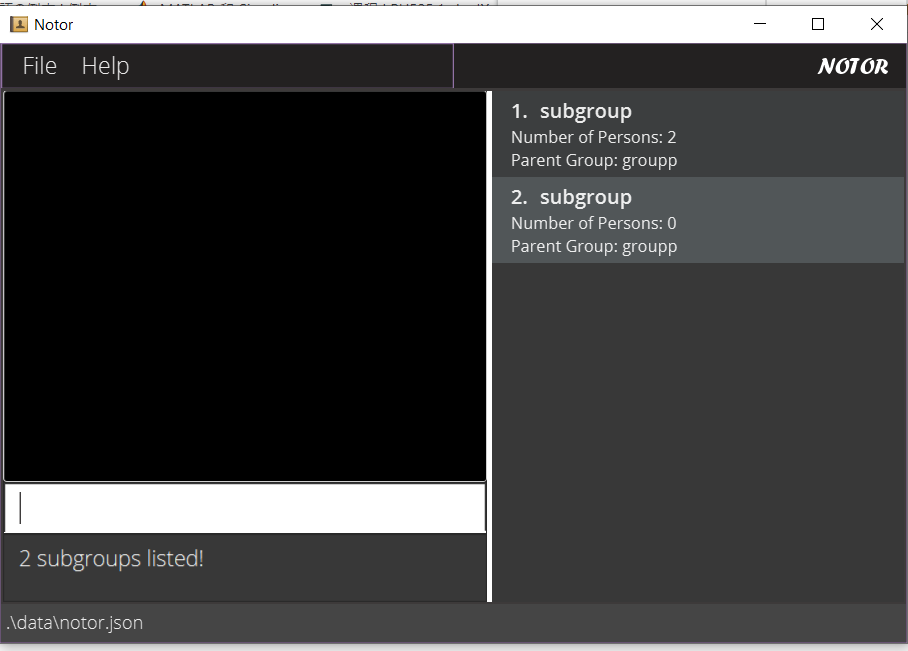 Notor
File Help
NOTOR
1. subgroup
Number of Persons: 2
Parent Group: groupp
2. subgroup
Number of Persons: 0
Parent Group: groupp
2 subgroups listed!
.\data\notor.json